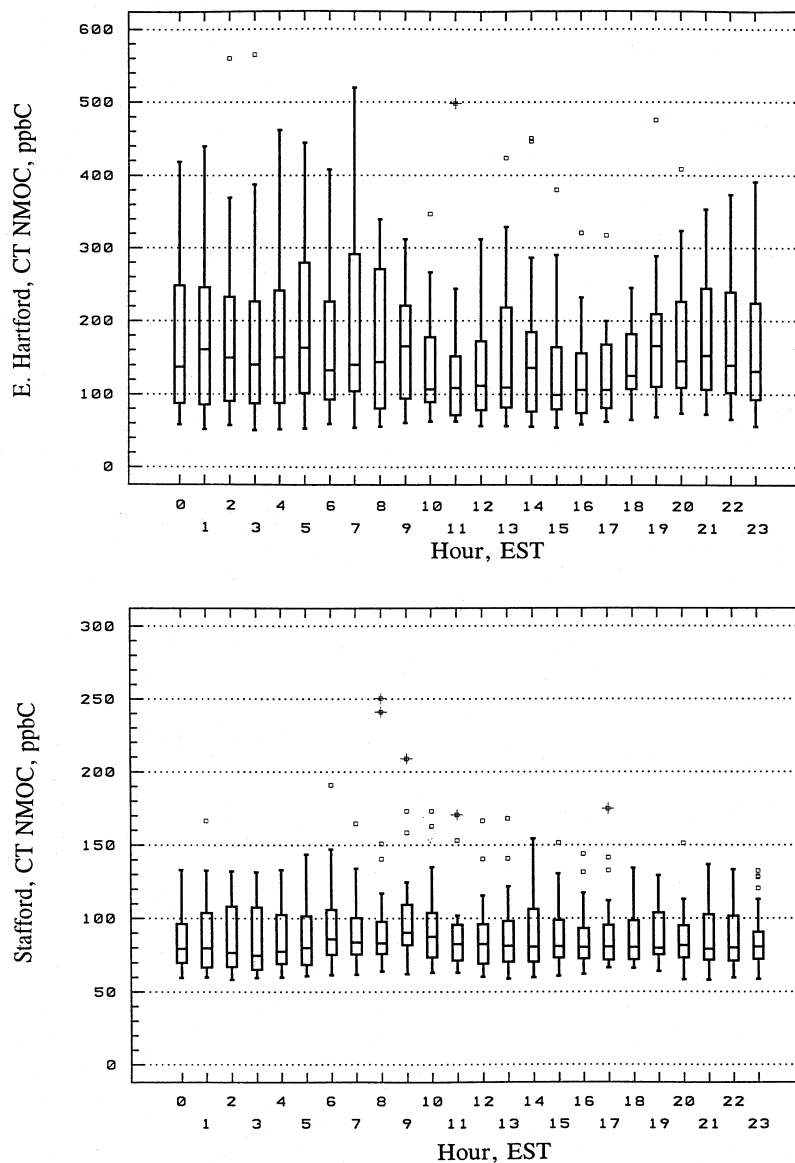 E. Hartford, CT NMOC, ppbC
600
500
400
300
200
100
0
0 2 4 6 8 10 12 14 16 18 20 22
1 3 5 7 9 11 13 15 17 19 21 23
Hour, EST
Stafford, CT NMOC, ppbC
300
250
200
150
100
50
0
0 2 4 6 8 10 12 14 16 18 20 22
1 3 5 7 9 11 13 15 17 19 21 23
Hour, EST